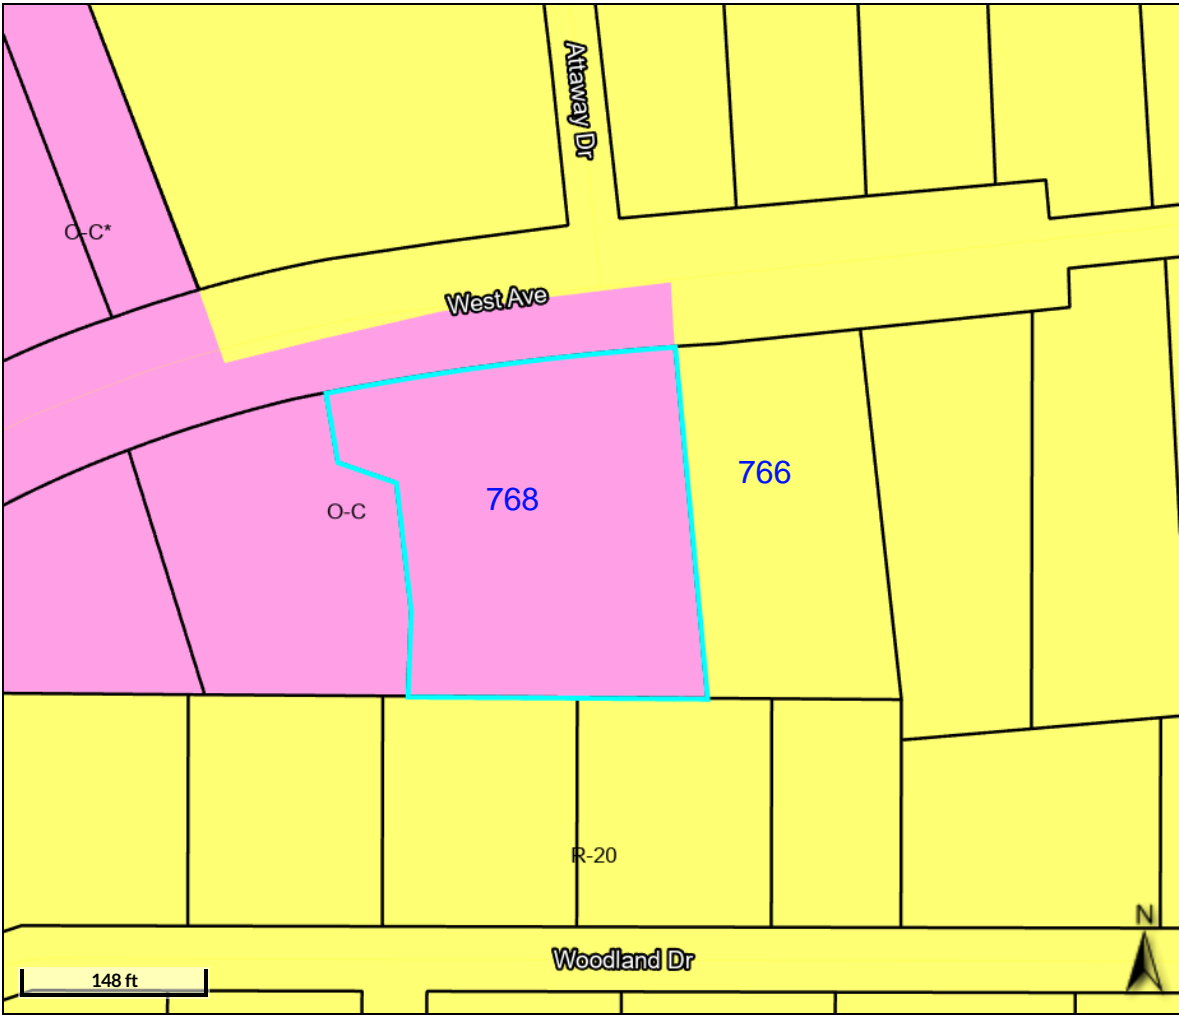 Attaway Dr
O-C*
West Ave
766
768
O-C
R-20
N
Woodland Dr
148 ft